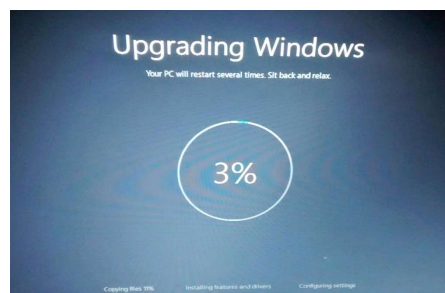 Upgrading Windows
Your PC will restart several times. Sit back and relax.
3%
Copying files 11%
Installing features and drivers
Configuring settings